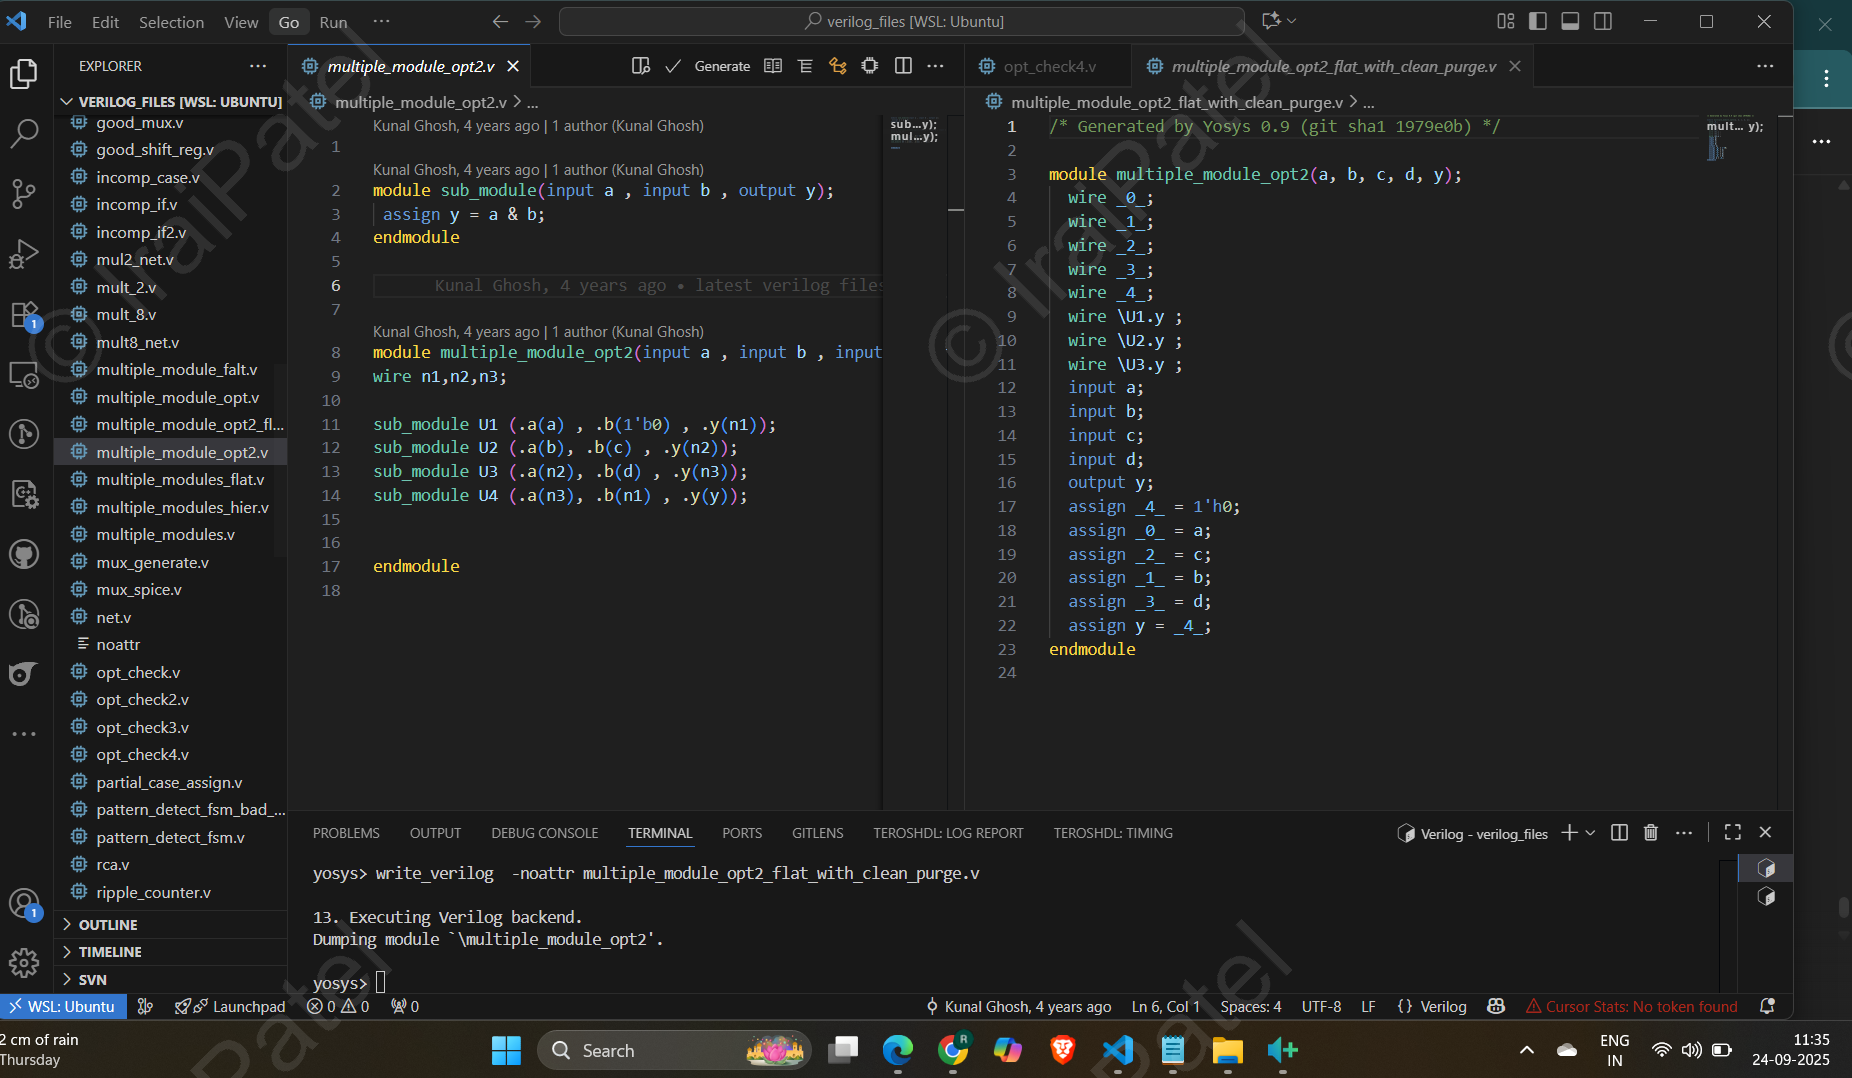 File Edit Selection View Go Run ···
verilog_files [WSL: Ubuntu]
EXPLORER
VERILOG_FILES [WSL: UBUNTU]
good_mux.v
good_shift_reg.v
incomp_case.v
incomp_if.v
incomp_if2.v
mul2_net.v
mult_2.v
mult_8.v
mult8_net.v
multiple_module_falt.v
multiple_module_opt.v
multiple_module_opt2_fl...
multiple_module_opt2.v
multiple_modules_flat.v
multiple_modules_hier.v
multiple_modules.v
mux_generate.v
mux_spice.v
net.v
noattr
opt_check.v
opt_check2.v
opt_check3.v
opt_check4.v
partial_case_assign.v
pattern_detect_fsm_bad_...
pattern_detect_fsm.v
rca.v
ripple_counter.v
OUTLINE
TIMELINE
SVN
1
1
multiple_module_opt2.v
Generate
multiple_module_opt2.v > ...
Kunal Ghosh, 4 years ago | 1 author (Kunal Ghosh)
1
Kunal Ghosh, 4 years ago | 1 author (Kunal Ghosh)
2 module sub_module(input a , input b , output y);
3 assign y = a & b;
4 endmodule
5
6 Kunal Ghosh, 4 years ago • latest verilog files
7
Kunal Ghosh, 4 years ago | 1 author (Kunal Ghosh)
8 module multiple_module_opt2(input a , input b , input
9 wire n1,n2,n3;
10
11 sub_module U1 (.a(a) , .b(1'b0) , .y(n1));
12 sub_module U2 (.a(b), .b(c) , .y(n2));
13 sub_module U3 (.a(n2), .b(d) , .y(n3));
14 sub_module U4 (.a(n3), .b(n1) , .y(y));
15
16
17 endmodule
18
sub...y);
mul...y);
opt_check4.v
multiple_module_opt2_flat_with_clean_purge.v
multiple_module_opt2_flat_with_clean_purge.v > ...
1 /* Generated by Yosys 0.9 (git sha1 1979e0b) */
2
3 module multiple_module_opt2(a, b, c, d, y);
4 wire _0_;
5 wire _1_;
6 wire _2_;
7 wire _3_;
8 wire _4_;
9 wire \U1.y ;
10 wire \U2.y ;
11 wire \U3.y ;
12 input a;
13 input b;
14 input c;
15 input d;
16 output y;
17 assign _4_ = 1'h0;
18 assign _0_ = a;
19 assign _2_ = c;
20 assign _1_ = b;
21 assign _3_ = d;
22 assign y = _4_;
23 endmodule
24
mult... y);
PROBLEMS OUTPUT DEBUG CONSOLE TERMINAL PORTS GITLENS TEROSHDL: LOG REPORT TEROSHDL: TIMING
Verilog - verilog_files
yosys> write_verilog  -noattr multiple_module_opt2_flat_with_clean_purge.v
13. Executing Verilog backend.
Dumping module `\multiple_module_opt2'.
yosys>
WSL: Ubuntu Launchpad 0 0 0 Kunal Ghosh, 4 years ago Ln 6, Col 1 Spaces: 4 UTF-8 LF {} Verilog Cursor Stats: No token found
2 cm of rain
Thursday
Search
R
ENG
IN
11:35
24-09-2025
© IraiPatel
© IraiPatel
Patel
Patel
©